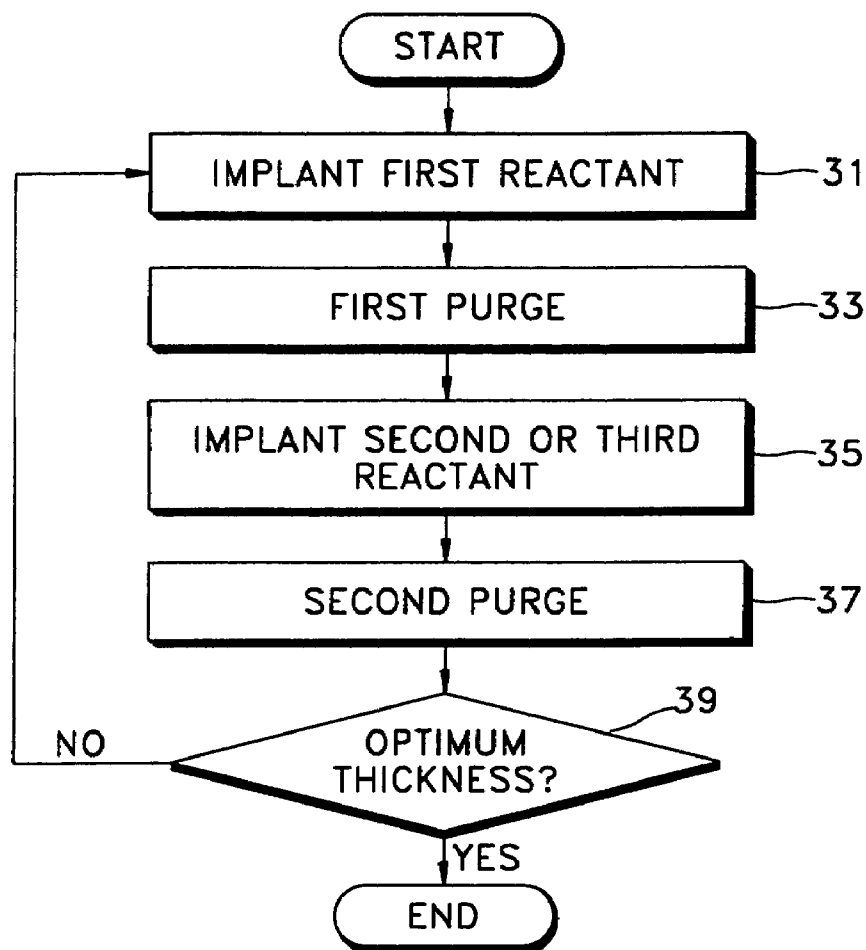 START
IMPLANT FIRST REACTANT
31
FIRST PURGE
33
IMPLANT SECOND OR THIRD
REACTANT
35
SECOND PURGE
37
39
OPTIMUM
THICKNESS?
NO
YES
END